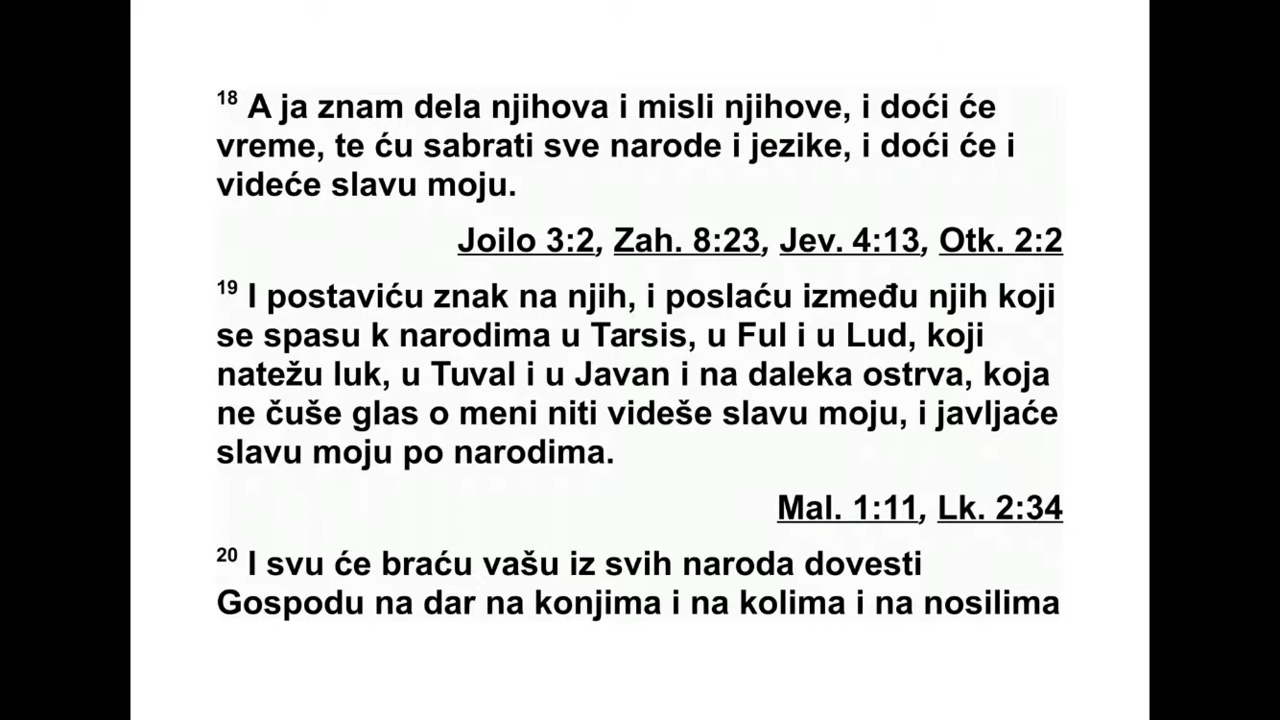 18 A ja znam dela njihova i misli njihove, i doći će
vreme, te ću sabrati sve narode i jezike, i doći će i
videće slavu moju.
Joilo 3:2, Zah. 8:23, Jev. 4:13, Otk. 2:2
19 I postaviću znak na njih, i poslaću između njih koji
se spasu k narodima u Tarsis, u Ful i u Lud, koji
natežu luk, u Tuval i u Javan i na daleka ostrva, koja
ne čuše glas o meni niti videše slavu moju, i javljaće
slavu moju po narodima.
Mal. 1:11, Lk. 2:34
20 I svu će braću vašu iz svih naroda dovesti
Gospodu na dar na konjima i na kolima i na nosilima